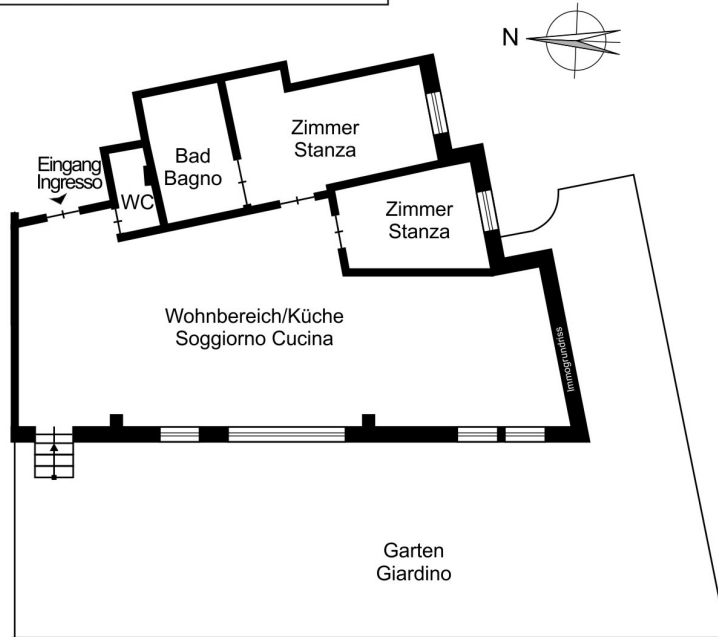 N
Zimmer
Stanza
Eingang
Ingresso
Bad
Bagno
WC
Zimmer
Stanza
Wohnbereich/Küche
Soggiorno Cucina
Immogrundriss
Garten
Giardino